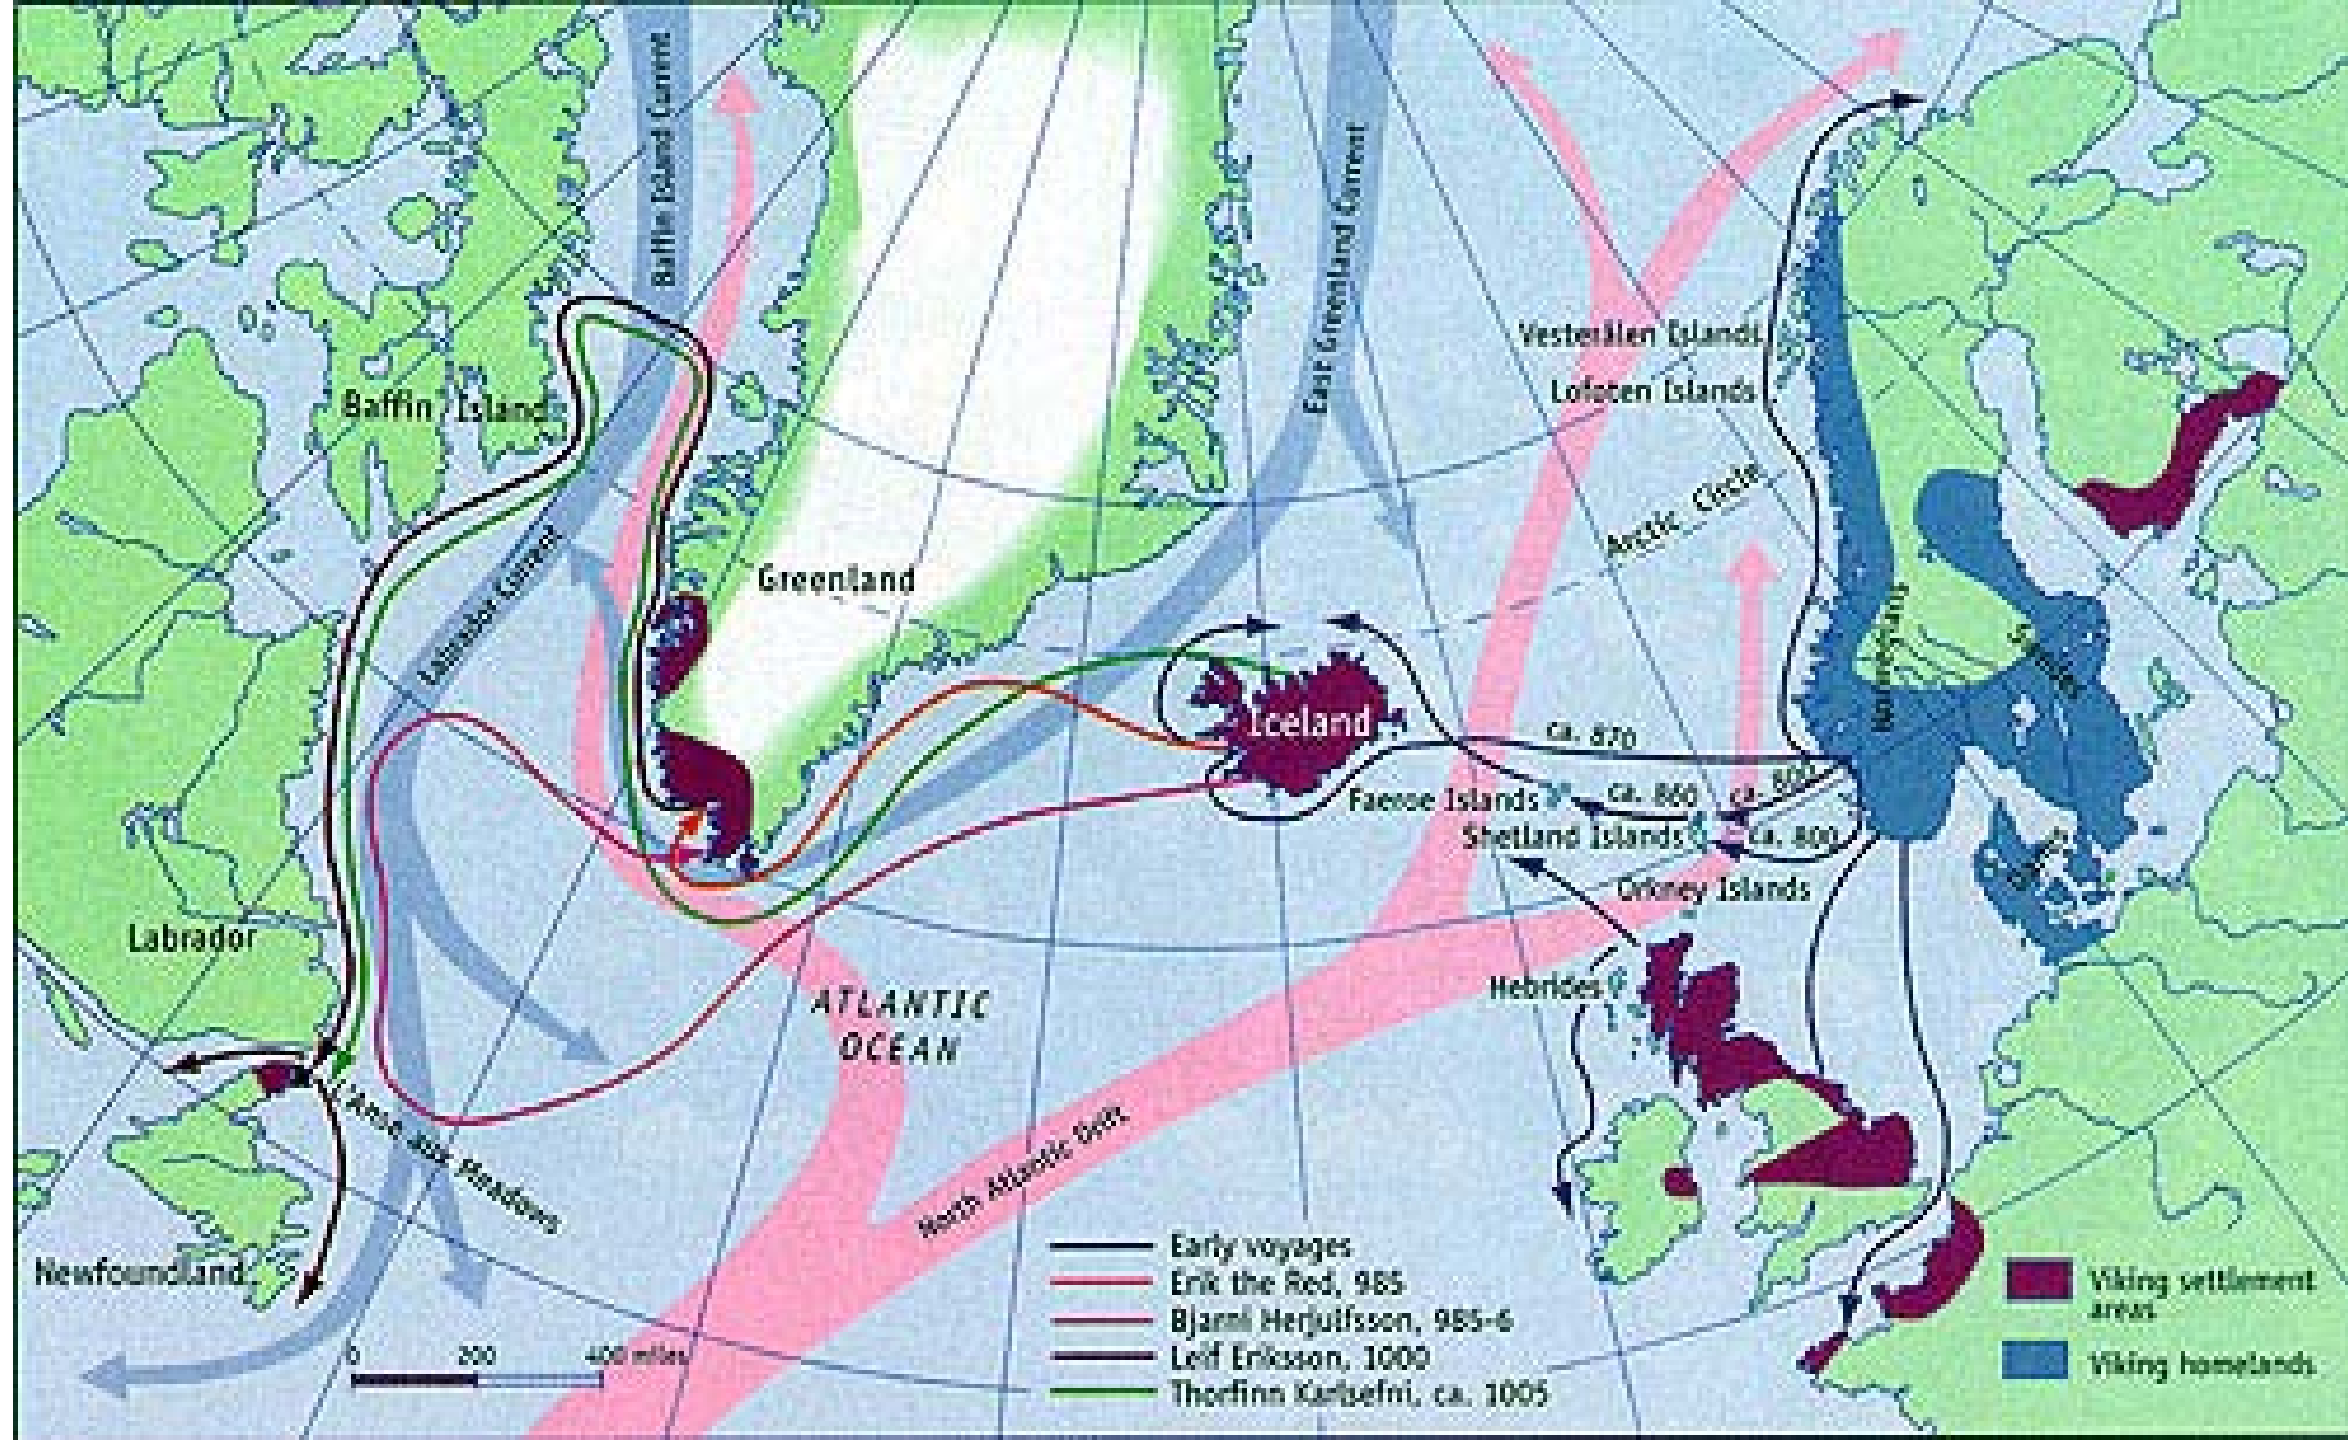 Baffin Island Current
East Greenland Current
Vesterålen Islands
Lofoten Islands
Baffin Island
Arctic Circle
Labrador Current
Greenland
Norwegians
Swedes
Iceland
ca. 870
Faeroe Islands
ca. 860
ca. 800
Shetland Islands
ca. 800
Danes
Orkney Islands
Labrador
Hebrides
ATLANTIC
OCEAN
L'Anse aux Meadows
North Atlantic Drift
Newfoundland
0 200 400 miles
Early voyages
Erik the Red, 985
Bjarni Herjulfsson, 985-6
Leif Eriksson, 1000
Thorfinn Karlsefni, ca. 1005
Viking settlement
areas
Viking homelands